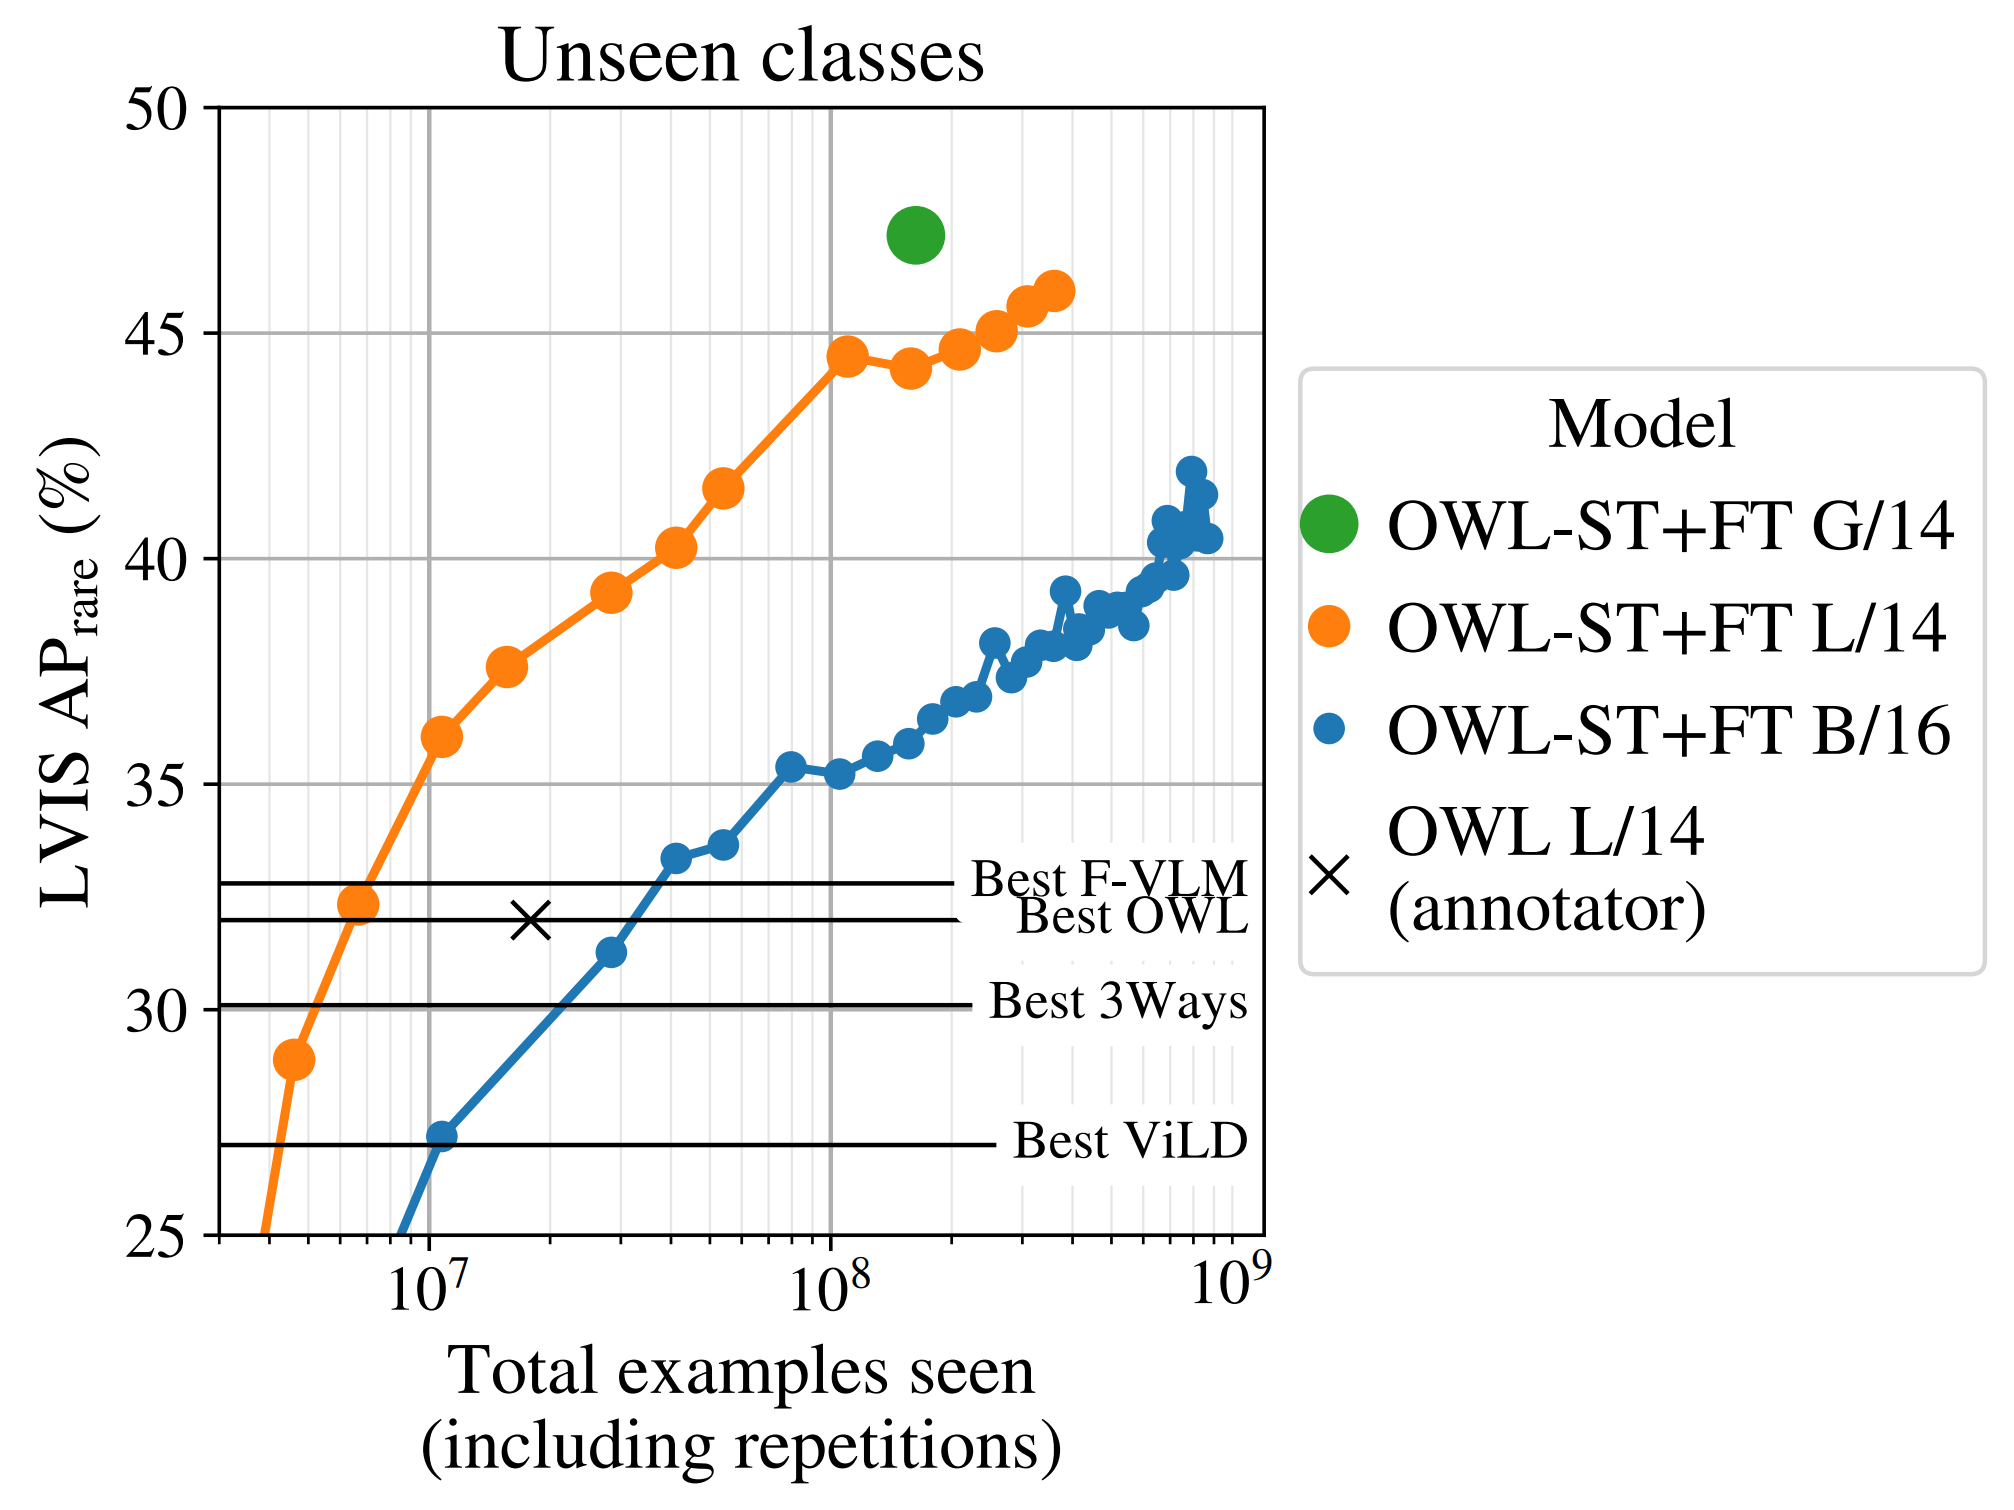 Unseen classes
50
45
40
35
30
25
LVIS AP_rare (%)
Best F-VLM
Best OWL
Best 3Ways
Best ViLD
10^7
10^8
10^9
Total examples seen
(including repetitions)
Model
OWL-ST+FT G/14
OWL-ST+FT L/14
OWL-ST+FT B/16
OWL L/14
(annotator)